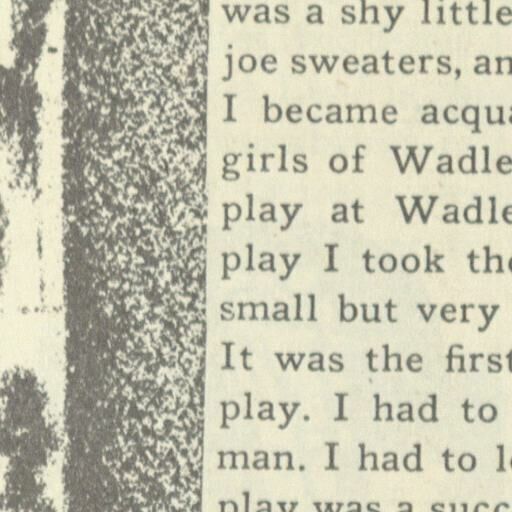 was a shy little
joe sweaters, an
I became acqua
girls of Wadle
play at Wadle
play I took the
small but very
It was the first
play. I had to
man. I had to l
play was a succ